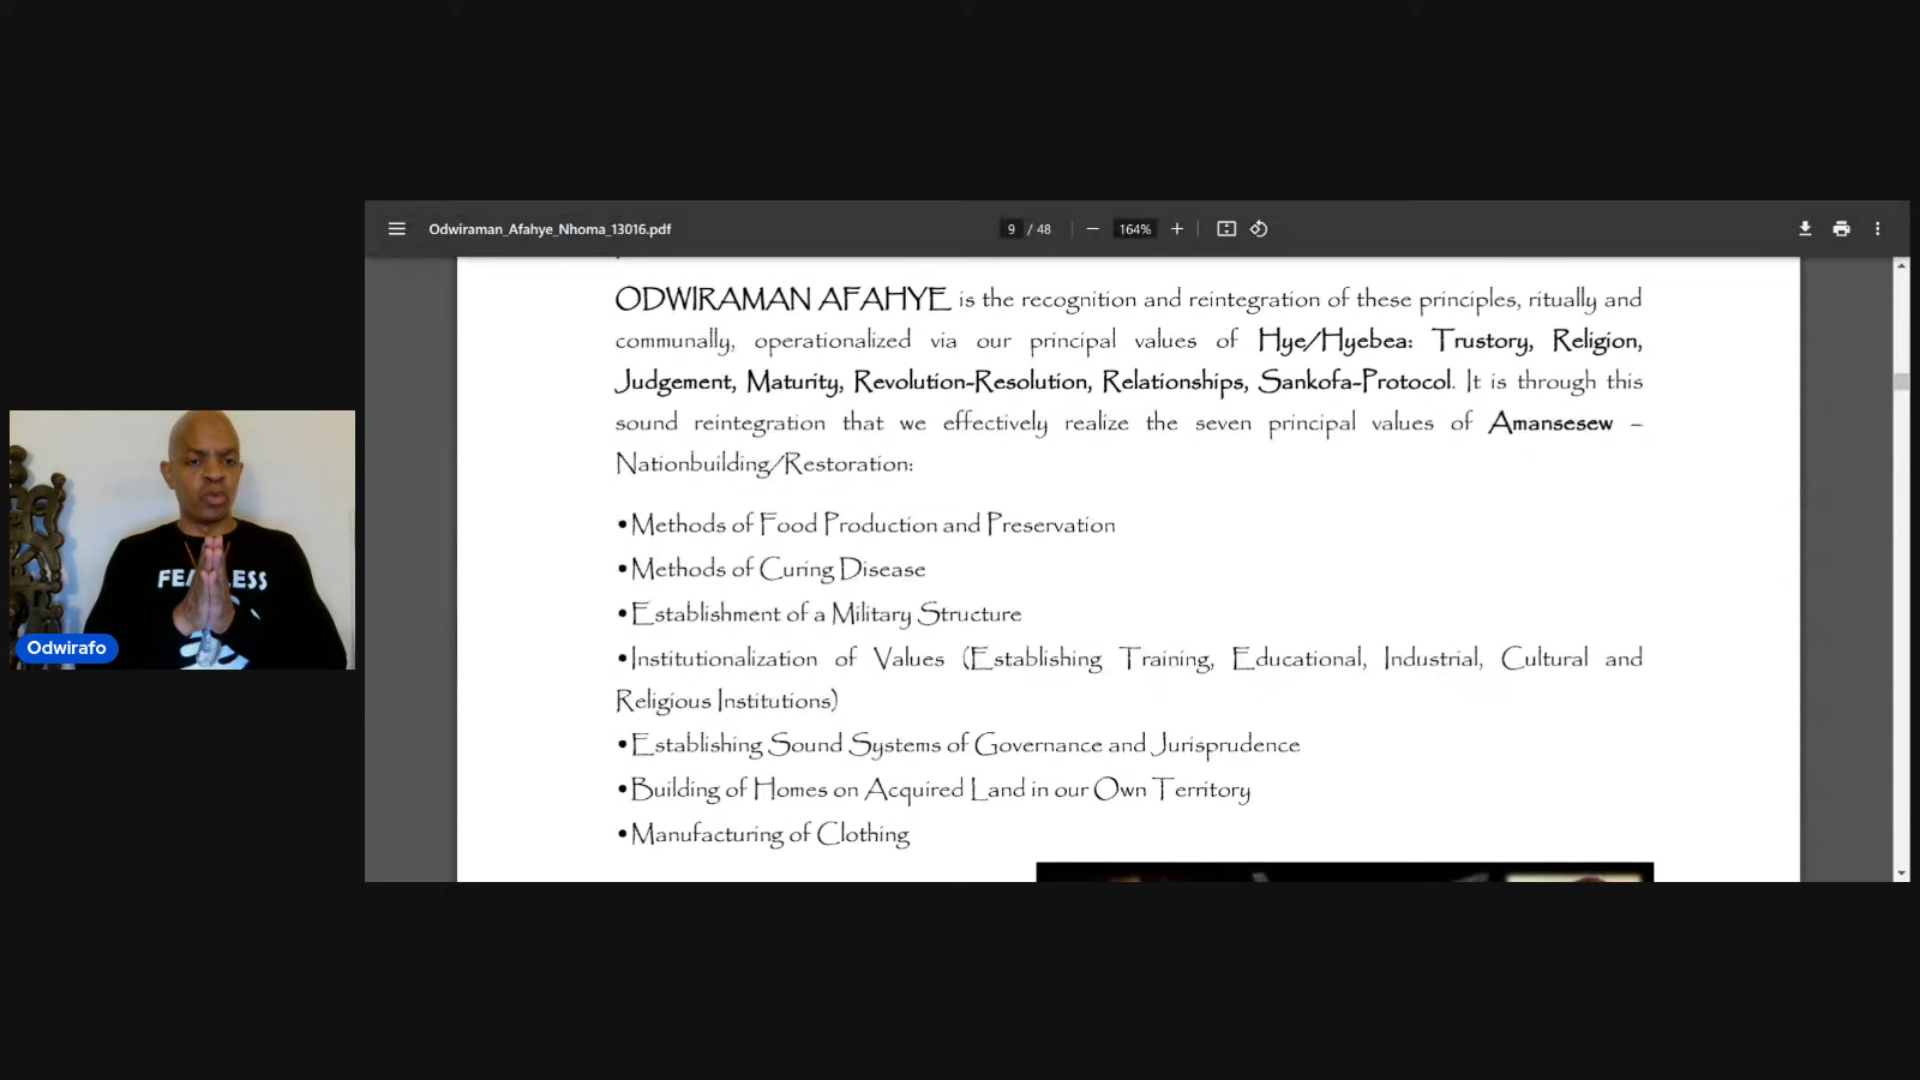 Odwiraman_Afahye_Nhoma_13016.pdf
9 / 48
164%
ODWIRAMAN AFAHYE is the recognition and reintegration of these principles, ritually and
communally, operationalized via our principal values of Hye/Hyebea: Trustory, Religion,
Judgement, Maturity, Revolution-Resolution, Relationships, Sankofa-Protocol. It is through this
sound reintegration that we effectively realize the seven principal values of Amansesew –
Nationbuilding/Restoration:
•Methods of Food Production and Preservation
•Methods of Curing Disease
•Establishment of a Military Structure
•Institutionalization of Values (Establishing Training, Educational, Industrial, Cultural and
Religious Institutions)
•Establishing Sound Systems of Governance and Jurisprudence
•Building of Homes on Acquired Land in our Own Territory
•Manufacturing of Clothing
Odwirafo